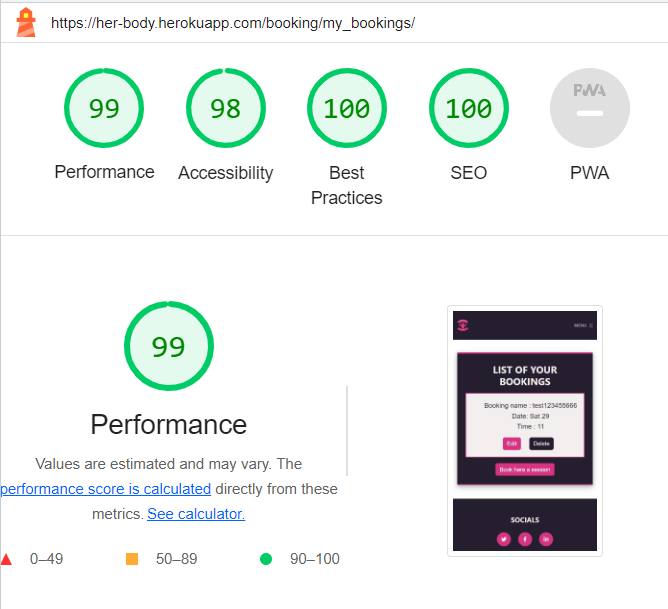 https://her-body.herokuapp.com/booking/my_bookings/
99
98
100
100
PWA
Performance
Accessibility
Best
Practices
SEO
PWA
99
Performance
Values are estimated and may vary. The
performance score is calculated directly from these
metrics. See calculator.
0–49
50–89
90–100
MENU
LIST OF YOUR
BOOKINGS
Booking name : test123455666
Date: Sat 29
Time : 11
Edit
Delete
Book here a session
SOCIALS